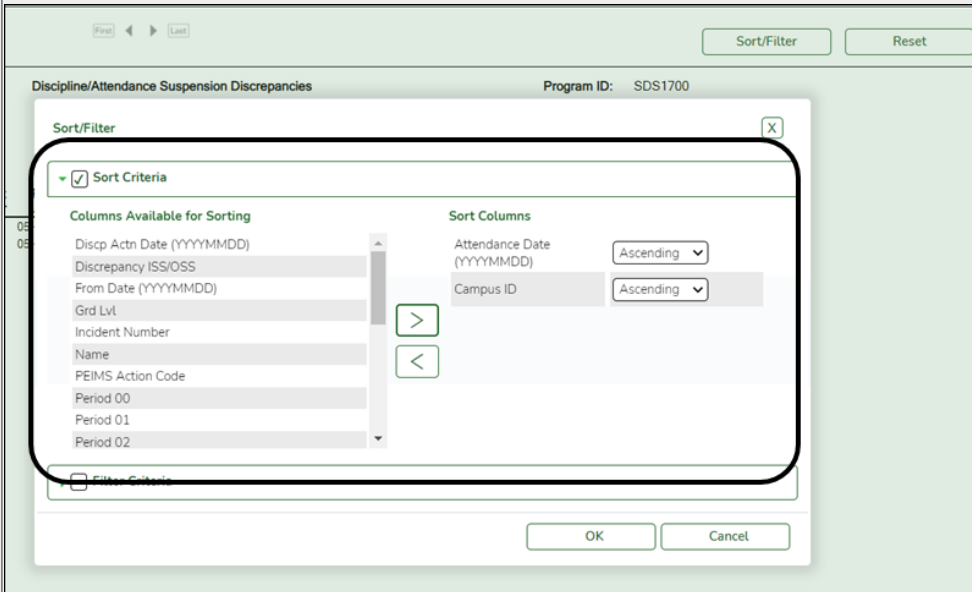 First Last
Sort/Filter Reset
Discipline/Attendance Suspension Discrepancies Program ID: SDS1700
Sort/Filter X
Sort Criteria
Columns Available for Sorting Sort Columns
05
05
Discp Actn Date (YYYYMMDD)
Discrepancy ISS/OSS
From Date (YYYYMMDD)
Grd Lvl
Incident Number
Name
PEIMS Action Code
Period 00
Period 01
Period 02
Attendance Date
(YYYYMMDD) Ascending
Campus ID Ascending
>
<
Filter Criteria
OK Cancel